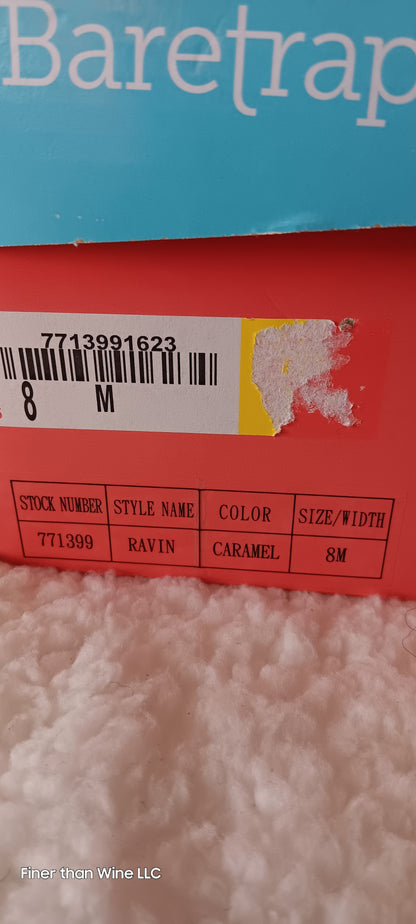 Baretrap
7713991623
8 M
STOCK NUMBER STYLE NAME COLOR SIZE/WIDTH
771399 RAVIN CARAMEL 8M
Finer than Wine LLC